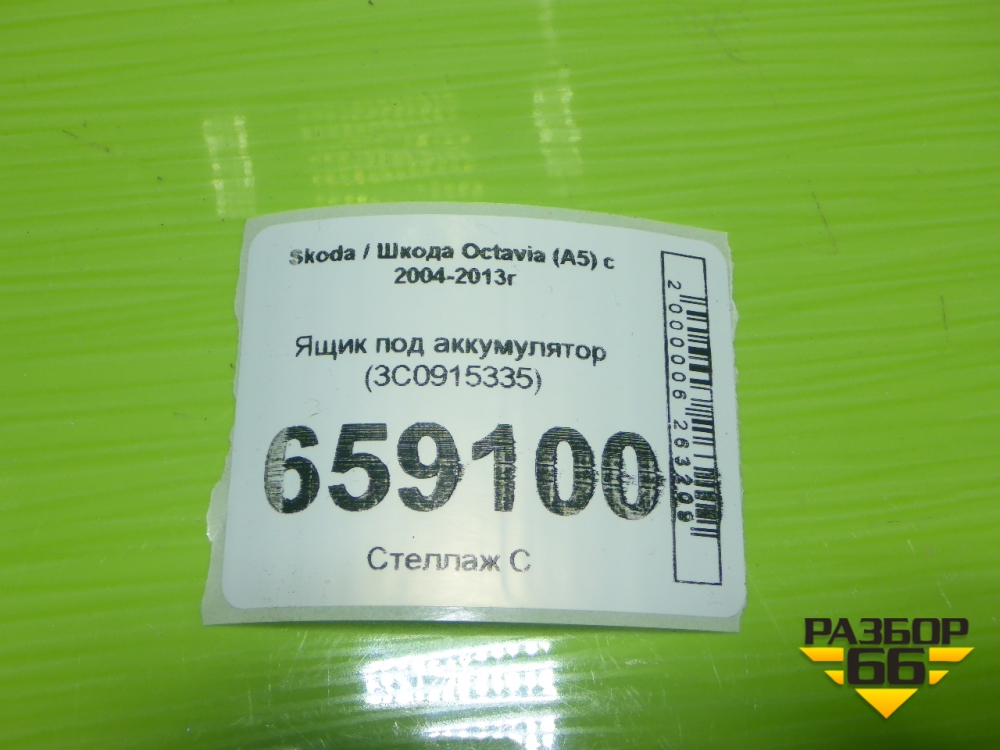 Skoda / Шкода Octavia (A5) с
2004-2013г
Ящик под аккумулятор
(3C0915335)
659100
Стеллаж С
2000006263209
РАЗБОР
66